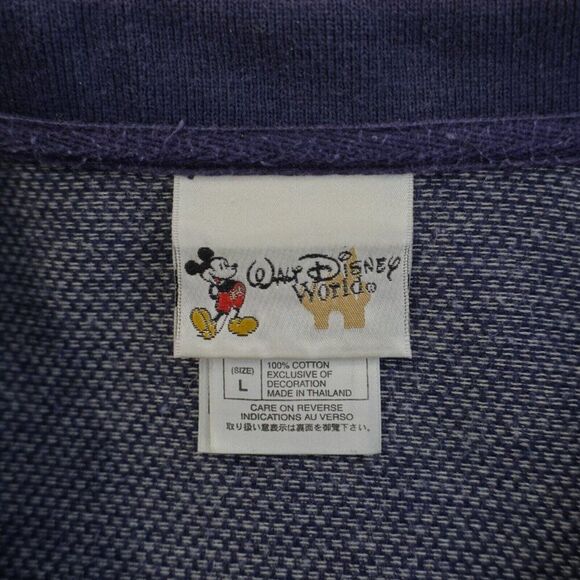 WALT DISNEY
World®
(SIZE)
L
100% COTTON
EXCLUSIVE OF
DECORATION
MADE IN THAILAND
CARE ON REVERSE
INDICATIONS AU VERSO
取り扱い意表示は裏面を御覧下さい。